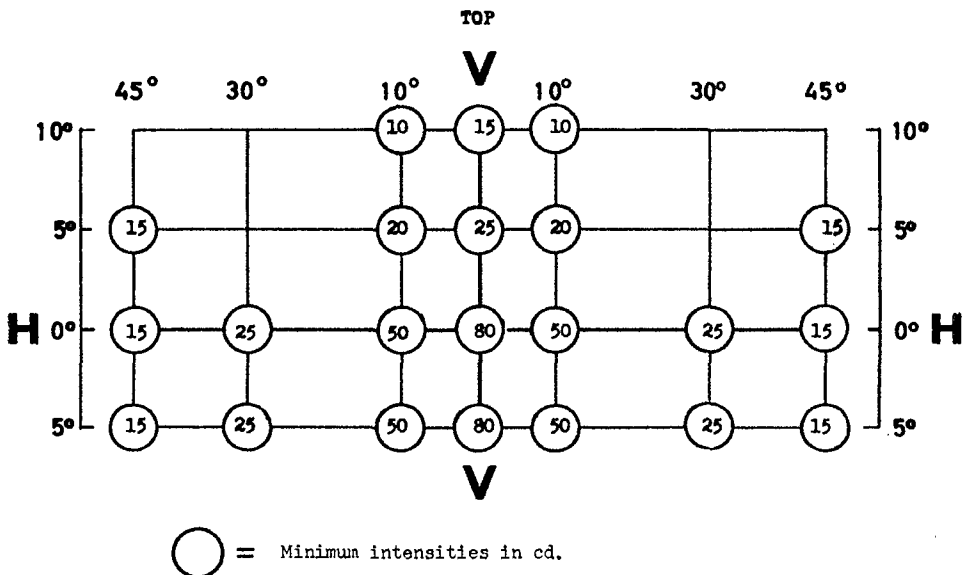 TOP
V
45° 30° 10° 10° 30° 45°
10° 10 15 10 10°
5° 15 20 25 20 15 5°
H 0° 15 25 50 80 50 25 15 0° H
5° 15 25 50 80 50 25 15 5°
V
= Minimum intensities in cd.